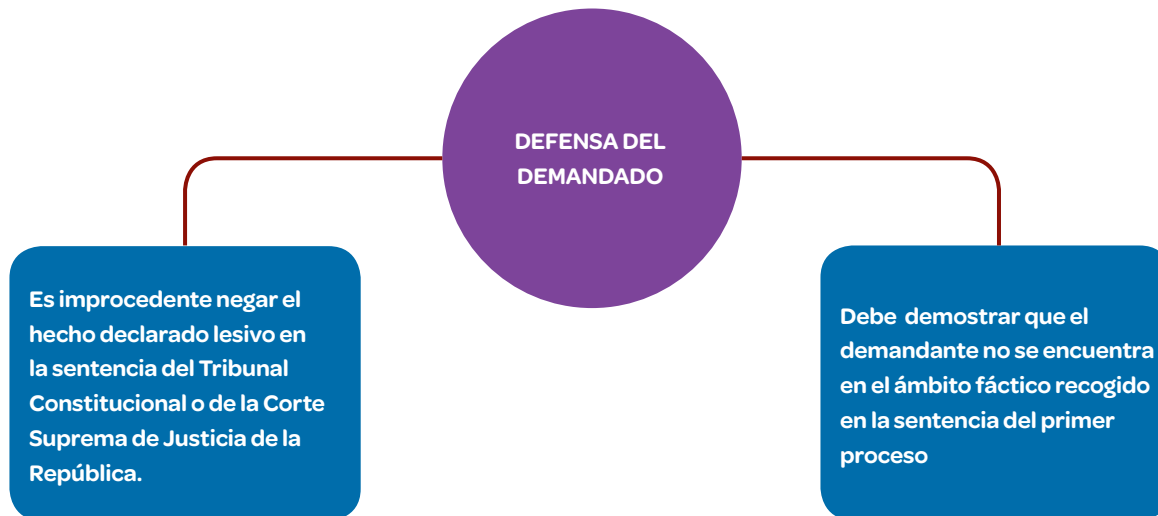 DEFENSA DEL
DEMANDADO
Es improcedente negar el
hecho declarado lesivo en
la sentencia del Tribunal
Constitucional o de la Corte
Suprema de Justicia de la
República.
Debe demostrar que el
demandante no se encuentra
en el ámbito fáctico recogido
en la sentencia del primer
proceso